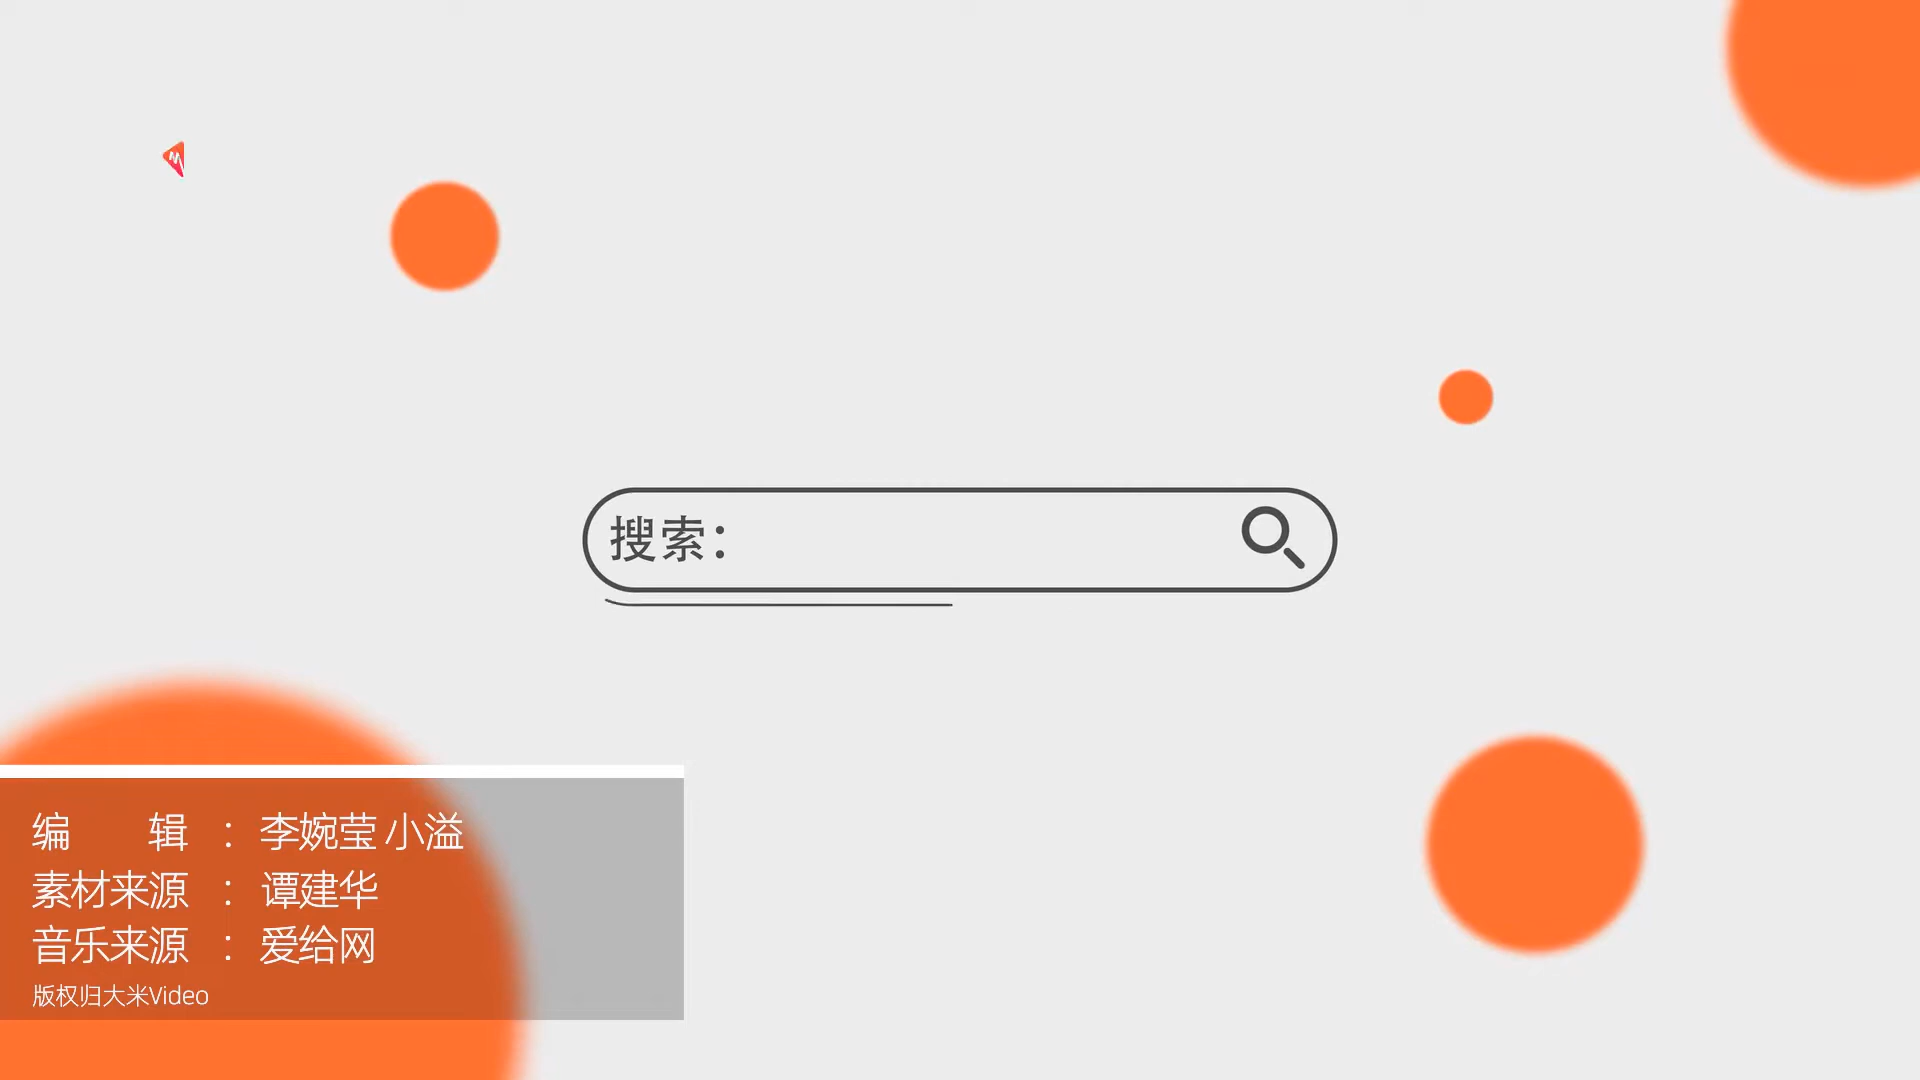 搜索：
编 辑 ： 李婉莹 小溢
素材来源 ： 谭建华
音乐来源 ： 爱给网
版权归大米Video